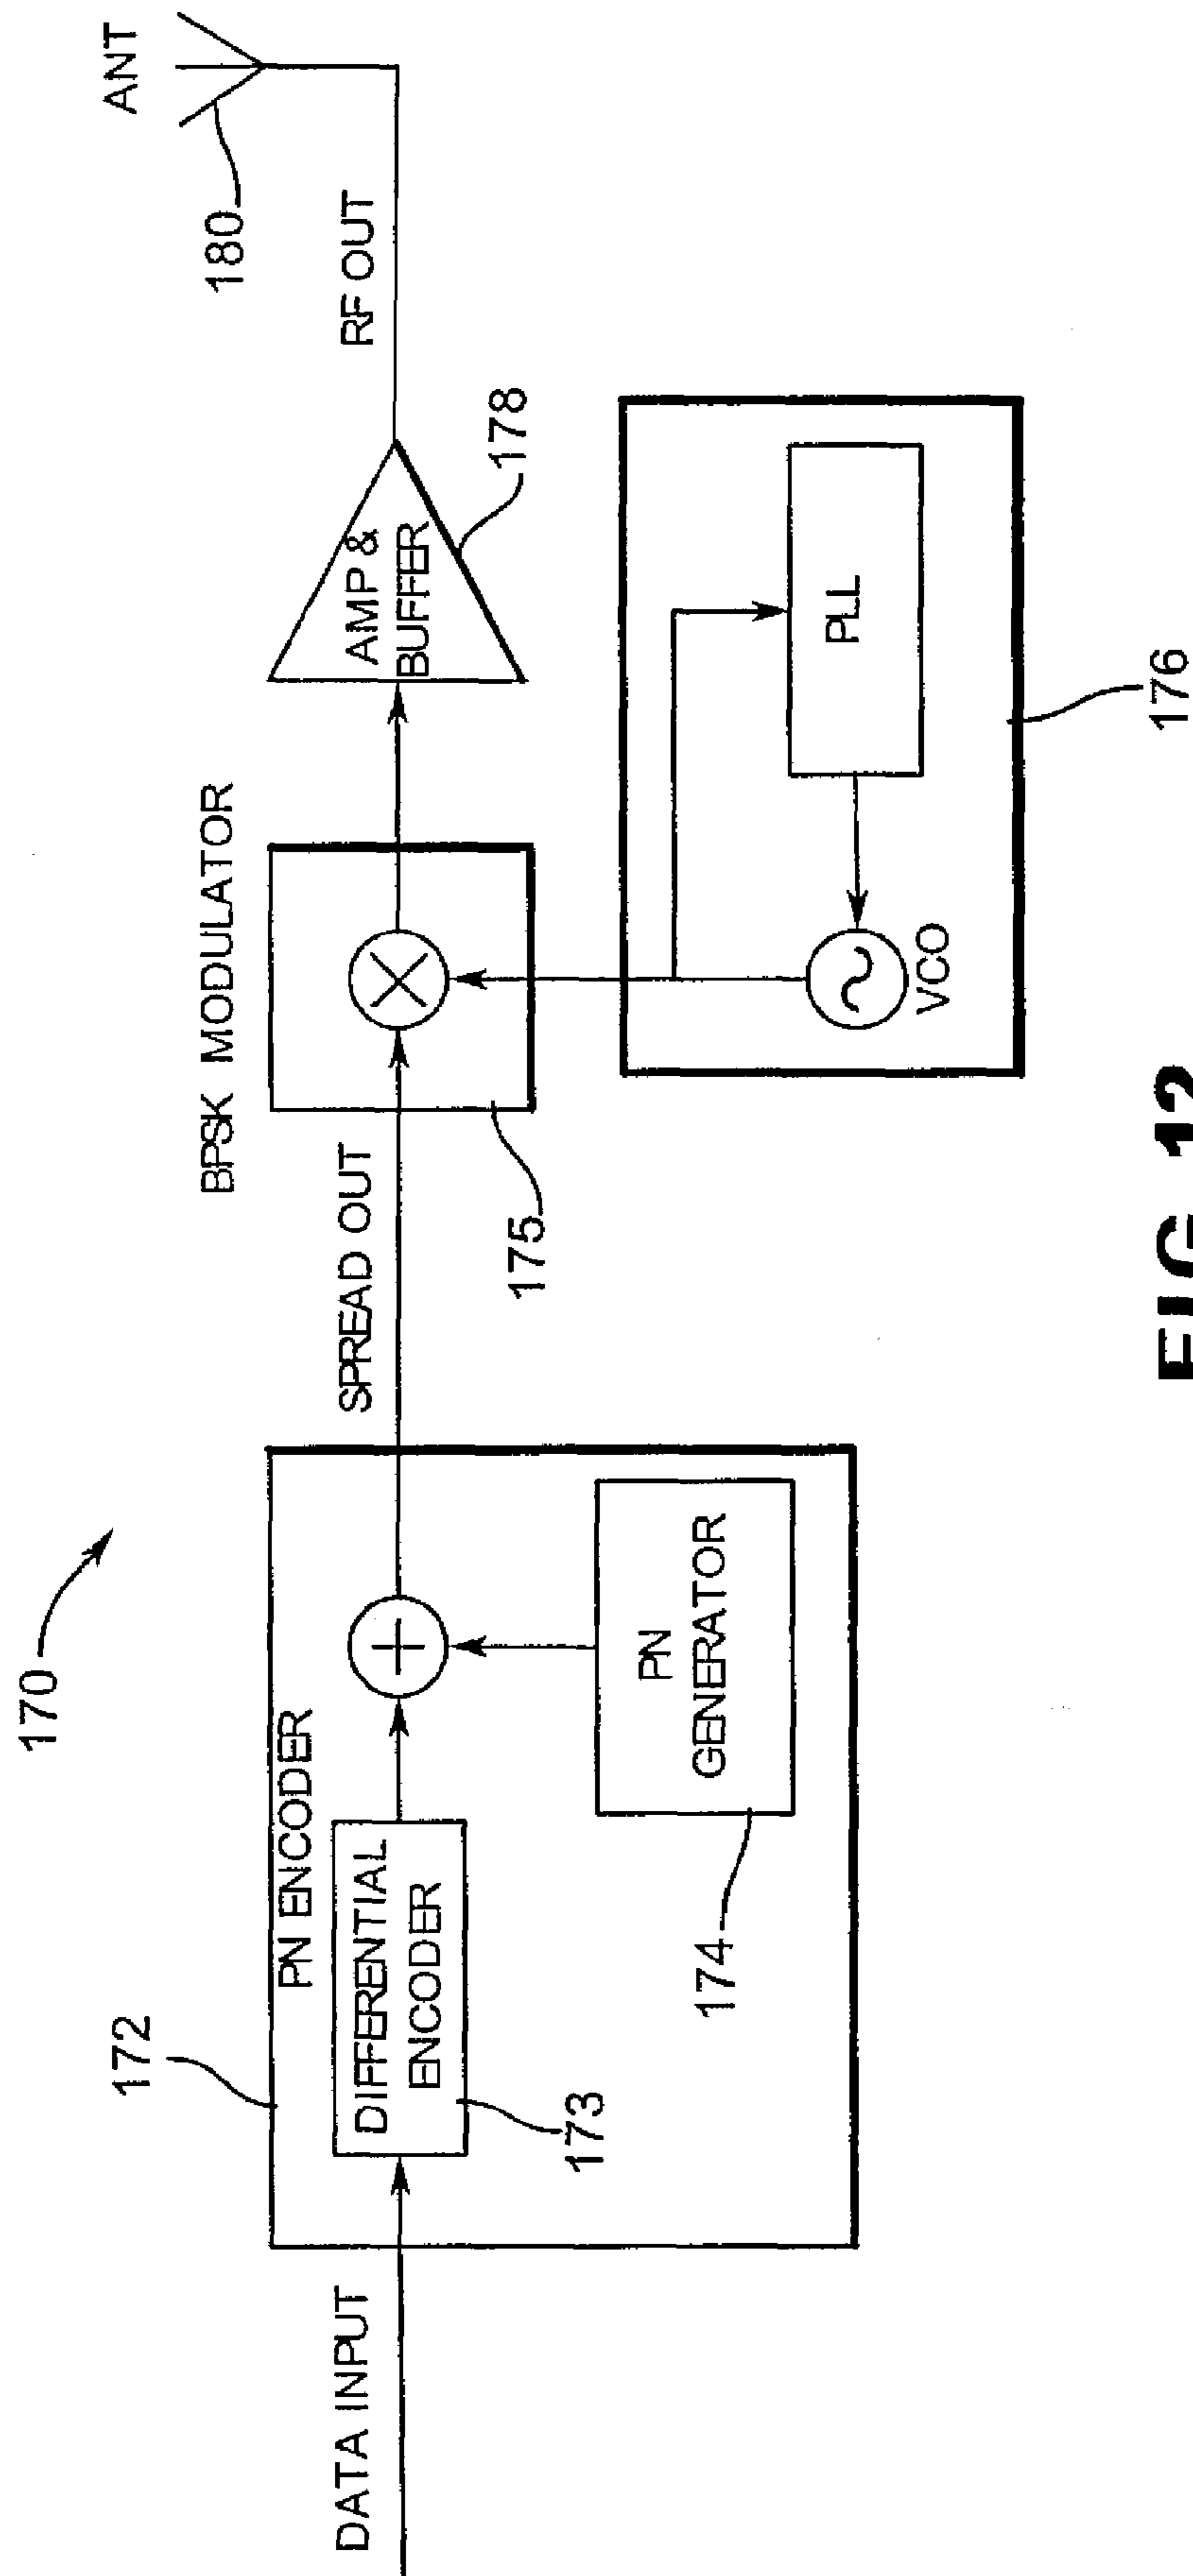 170
DATA INPUT
172
PN ENCODER
DIFFERENTIAL
ENCODER
173
PN
GENERATOR
174
SPREAD OUT
BPSK MODULATOR
175
AMP &
BUFFER
178
RF OUT
ANT
180
PLL
VCO
176
FIG 12